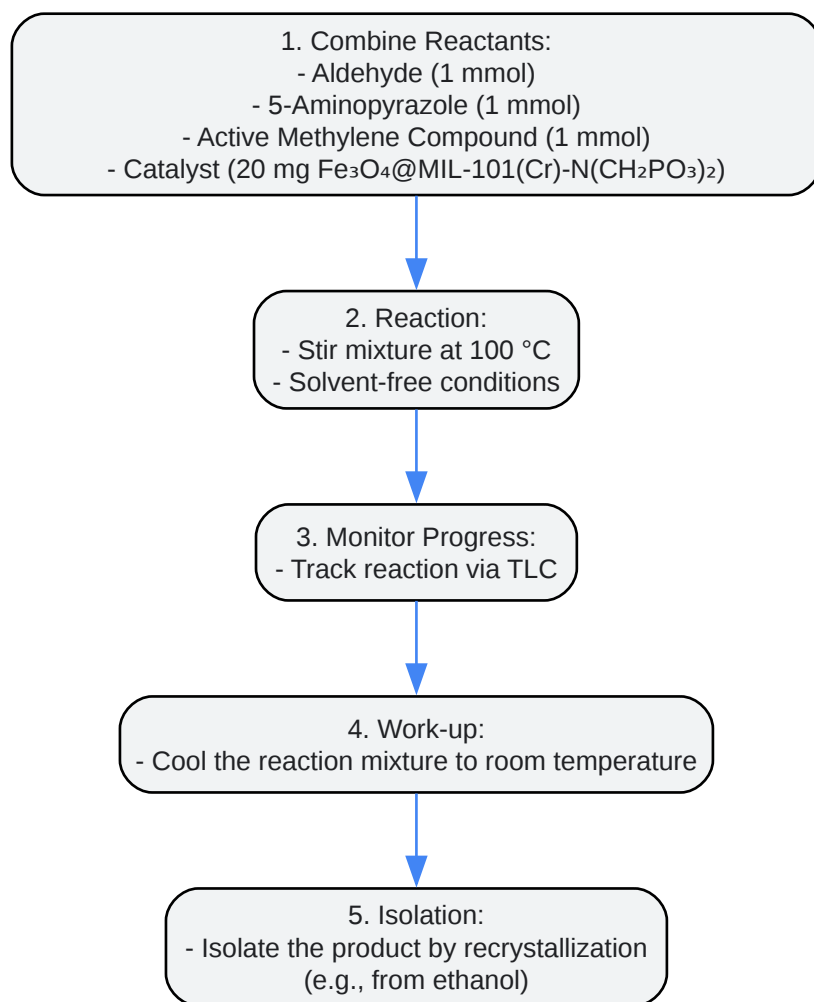 1. Combine Reactants:
- Aldehyde (1 mmol)
- 5-Aminopyrazole (1 mmol)
- Active Methylene Compound (1 mmol)
- Catalyst (20 mg Fe₃O₄@MIL-101(Cr)-N(CH₂PO₃)₂)
2. Reaction:
- Stir mixture at 100 °C
- Solvent-free conditions
3. Monitor Progress:
- Track reaction via TLC
4. Work-up:
- Cool the reaction mixture to room temperature
5. Isolation:
- Isolate the product by recrystallization
(e.g., from ethanol)